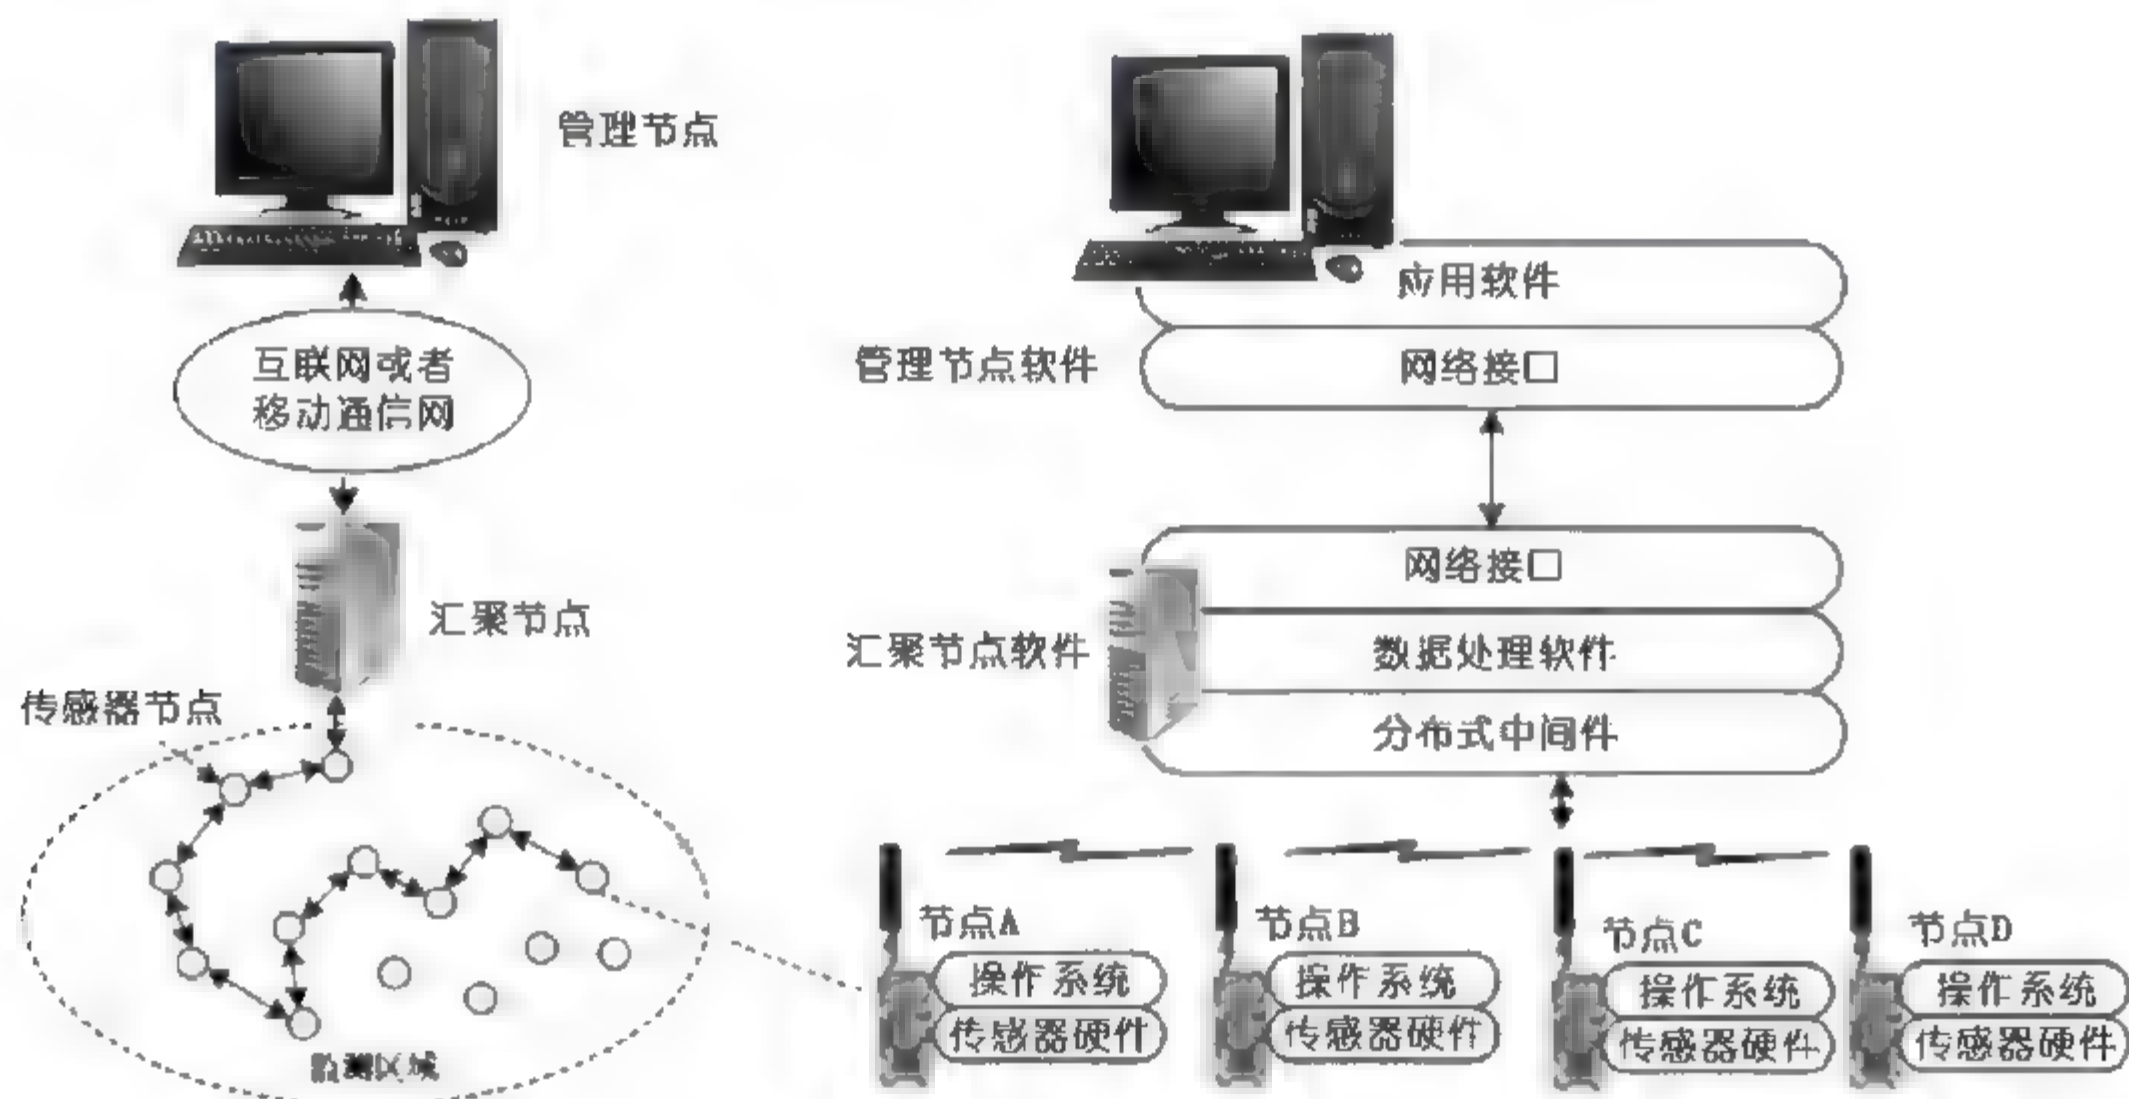 管理节点
互联网或者
移动通信网
汇聚节点
传感器节点
监测区域
应用软件
管理节点软件
网络接口
网络接口
汇聚节点软件
数据处理软件
分布式中间件
节点A
操作系统
传感器硬件
节点B
操作系统
传感器硬件
节点C
操作系统
传感器硬件
节点D
操作系统
传感器硬件